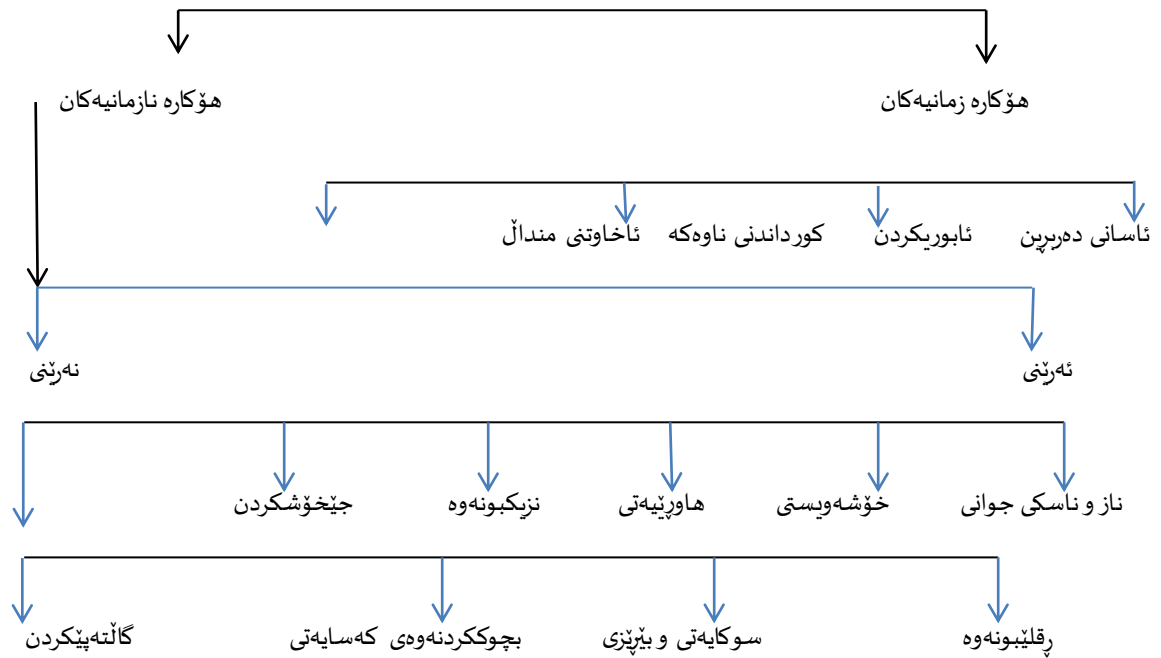 هۆکارە زمانیەکان هۆکارە نازمانیەکان
ئاسانی دەربڕین ئابوریکردن کورداندنی ناوەکە ئاخاوتنی منداڵ
ئەرێنی نەرێنی
ناز و ناسکی جوانی خۆشەویستی هاوڕێیەتی نزیکبونەوە جێخۆشکردن
ڕقلێبونەوە سوکایەتی و بێڕێزی بچوککردنەوەی کەسایەتی گاڵتەپێکردن